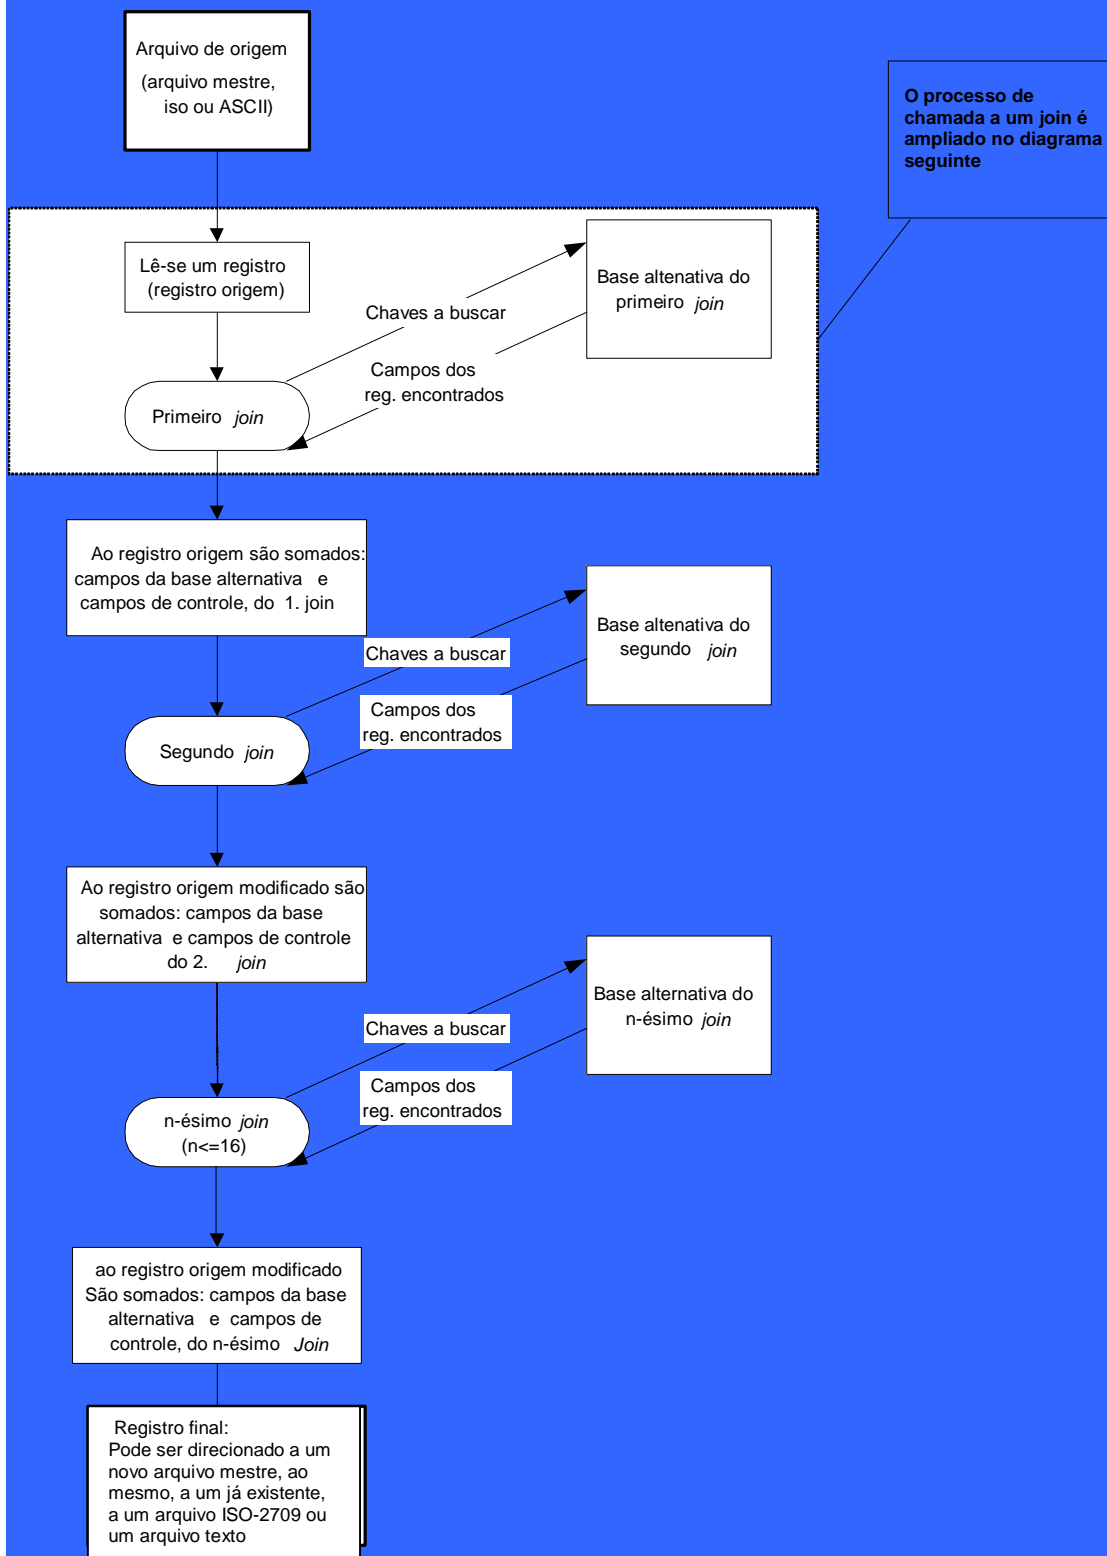 Arquivo de origem
(arquivo mestre,
iso ou ASCII)
O processo de
chamada a um join é
ampliado no diagrama
seguinte
Lê-se um registro
(registro origem)
Chaves a buscar
Base altenativa do
primeiro join
Campos dos
reg. encontrados
Primeiro join
Ao registro origem são somados:
campos da base alternativa e
campos de controle, do 1. join
Chaves a buscar
Base altenativa do
segundo join
Campos dos
reg. encontrados
Segundo join
Ao registro origem modificado são
somados: campos da base
alternativa e campos de controle
do 2. join
Chaves a buscar
Base alternativa do
n-ésimo join
Campos dos
reg. encontrados
n-ésimo join
(n<=16)
ao registro origem modificado
São somados: campos da base
alternativa e campos de
controle, do n-ésimo Join
Registro final:
Pode ser direcionado a um
novo arquivo mestre, ao
mesmo, a um já existente,
a um arquivo ISO-2709 ou
um arquivo texto